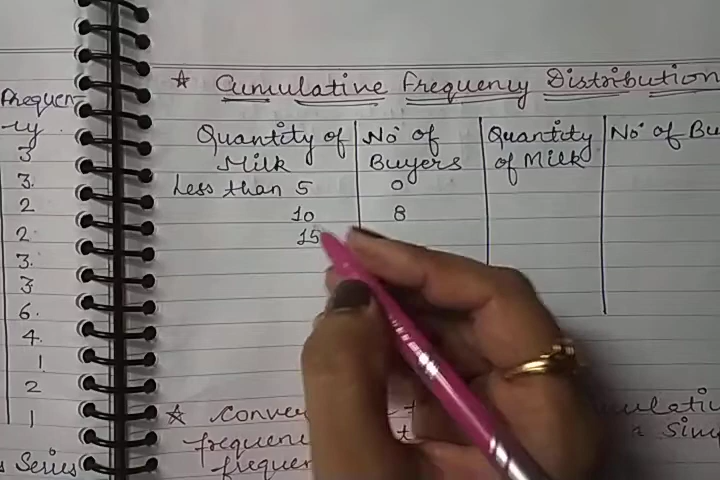 Frequen-
cy.
3
3.
2
2.
3.
3
6.
4.
1
2
1
Series
☆ Cumulative Frequency Distribution
Quantity of Milk | No of Buyers | Quantity of Milk | No of Bu
Less than 5 | 0
10 | 8
15
☆ Conver
frequen
frequen